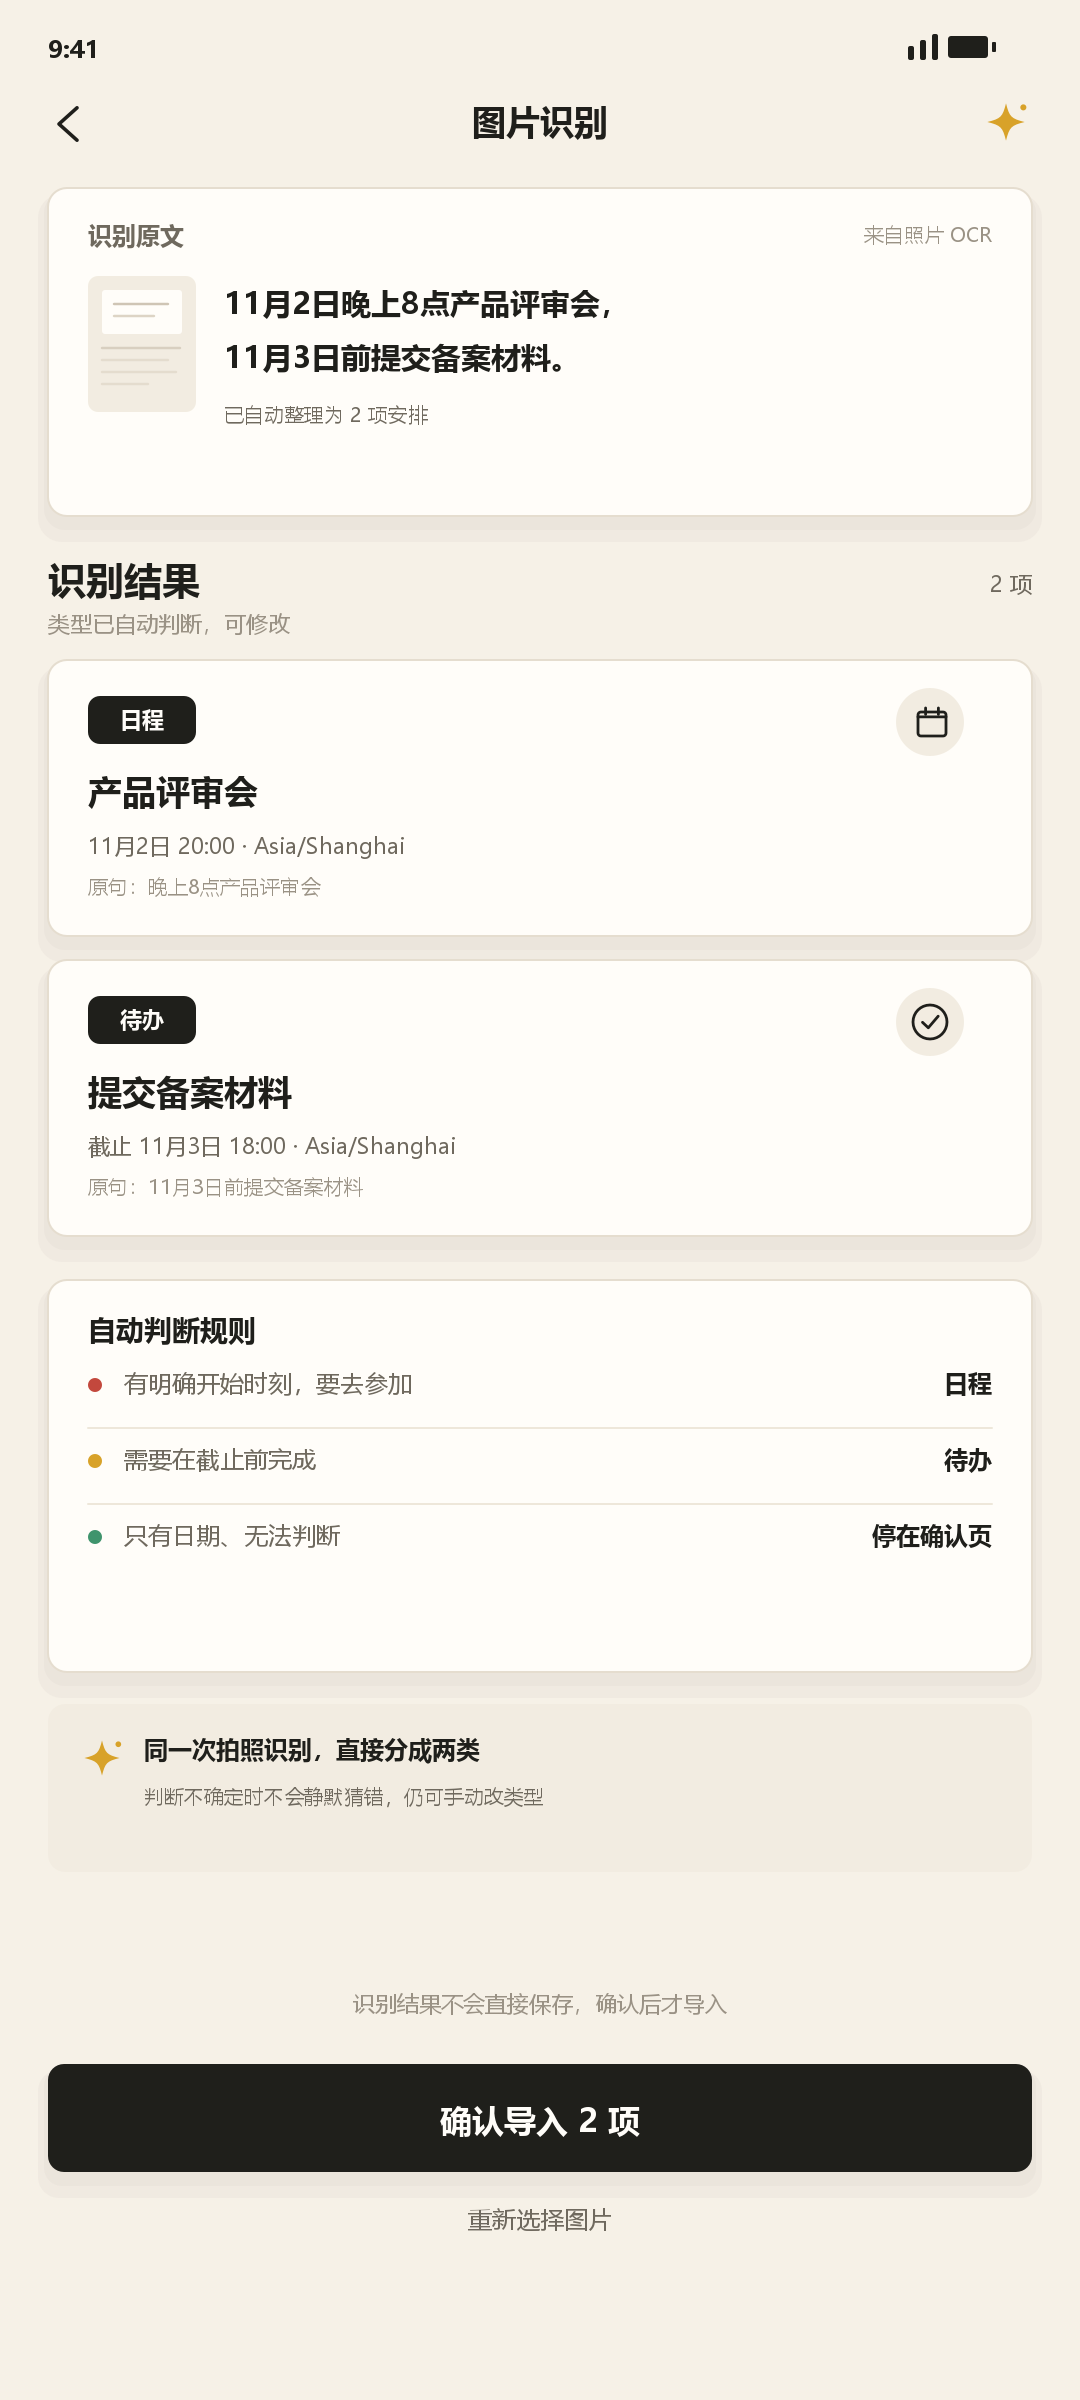 9:41
图片识别
识别原文
来自照片 OCR
11月2日晚上8点产品评审会，
11月3日前提交备案材料。
已自动整理为 2 项安排
识别结果
2 项
类型已自动判断，可修改
日程
产品评审会
11月2日 20:00 · Asia/Shanghai
原句：晚上8点产品评审会
待办
提交备案材料
截止 11月3日 18:00 · Asia/Shanghai
原句：11月3日前提交备案材料
自动判断规则
有明确开始时刻，要去参加
日程
需要在截止前完成
待办
只有日期、无法判断
停在确认页
同一次拍照识别，直接分成两类
判断不确定时不会静默猜错，仍可手动改类型
识别结果不会直接保存，确认后才导入
确认导入 2 项
重新选择图片